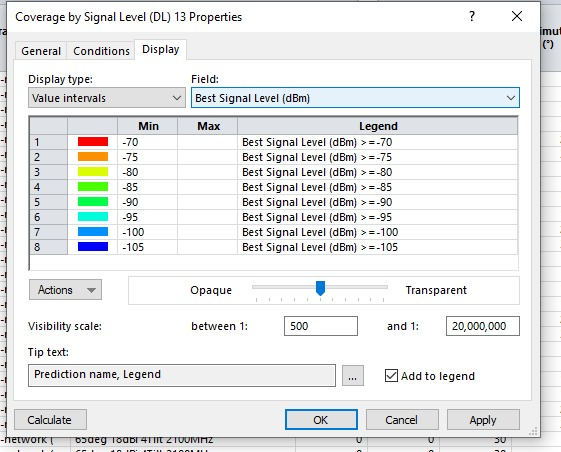 Coverage by Signal Level (DL) 13 Properties
imut
(°)
General Conditions Display
Display type: Field:
Value intervals Best Signal Level (dBm)
Min Max Legend
1 -70 Best Signal Level (dBm) >=-70
2 -75 Best Signal Level (dBm) >=-75
3 -80 Best Signal Level (dBm) >=-80
4 -85 Best Signal Level (dBm) >=-85
5 -90 Best Signal Level (dBm) >=-90
6 -95 Best Signal Level (dBm) >=-95
7 -100 Best Signal Level (dBm) >=-100
8 -105 Best Signal Level (dBm) >=-105
Actions Opaque Transparent
Visibility scale: between 1: 500 and 1: 20,000,000
Tip text:
Prediction name, Legend ... Add to legend
Calculate OK Cancel Apply
-network ( 65deg 18dBi 4Tilt 2100MHz 0 0 30